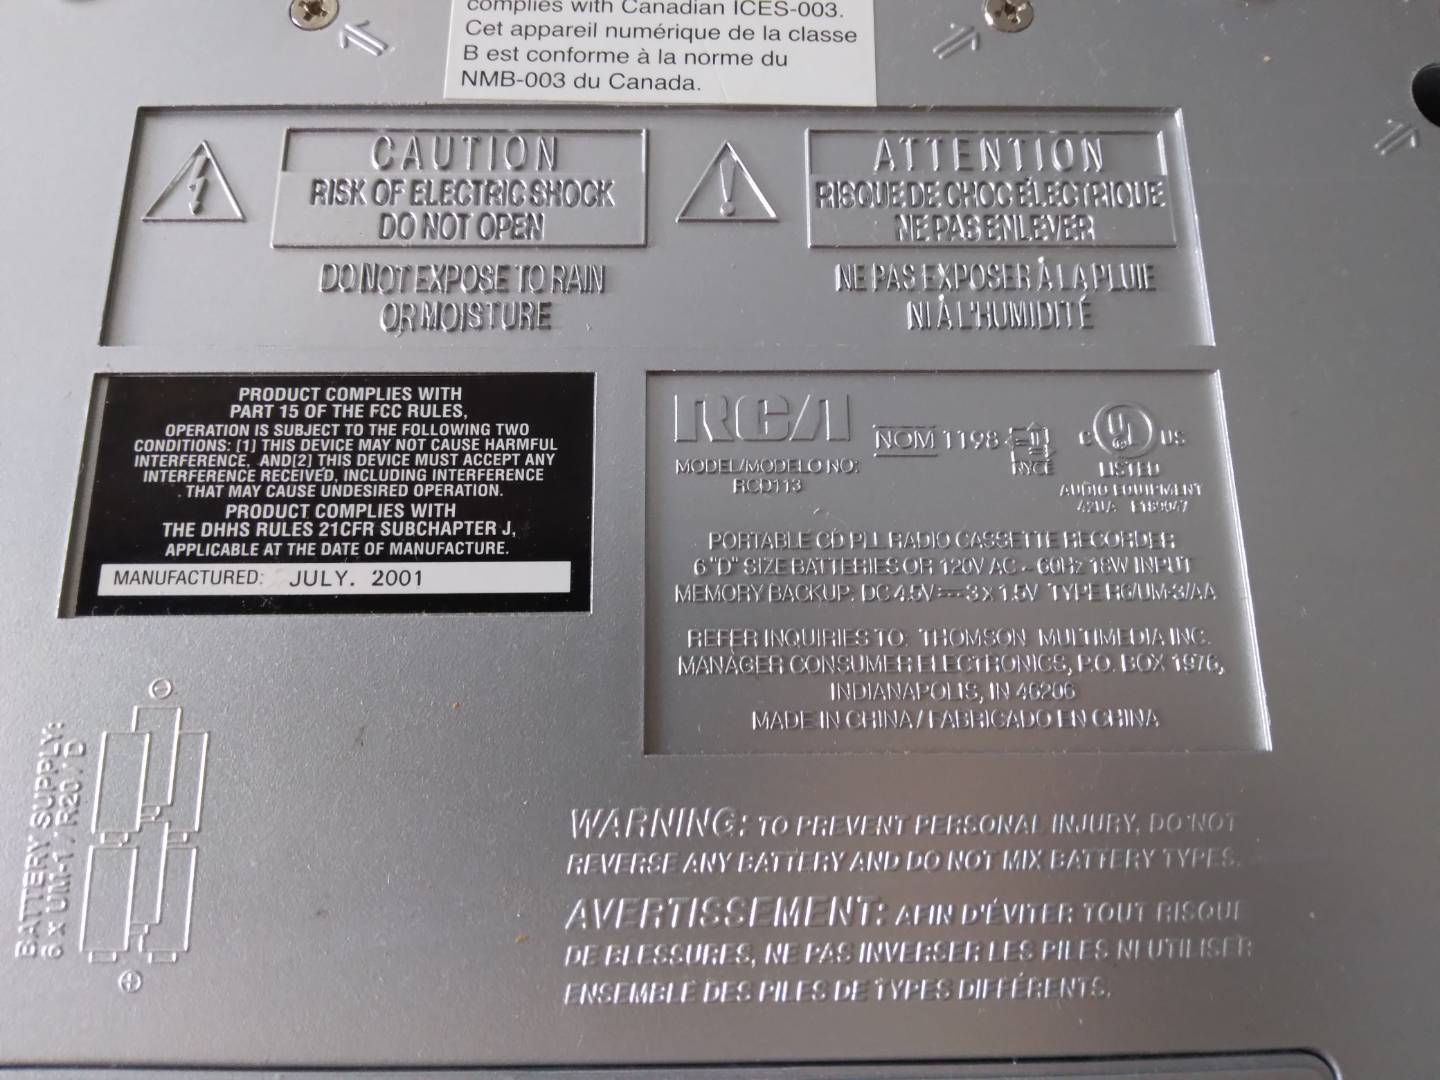 complies with Canadian ICES-003.
Cet appareil numérique de la classe
B est conforme à la norme du
NMB-003 du Canada.
CAUTION
RISK OF ELECTRIC SHOCK
DO NOT OPEN
DO NOT EXPOSE TO RAIN
OR MOISTURE
ATTENTION
RISQUE DE CHOC ÉLECTRIQUE
NE PAS ENLEVER
NE PAS EXPOSER À LA PLUIE
NI À L'HUMIDITÉ
PRODUCT COMPLIES WITH
PART 15 OF THE FCC RULES,
OPERATION IS SUBJECT TO THE FOLLOWING TWO
CONDITIONS: [1] THIS DEVICE MAY NOT CAUSE HARMFUL
INTERFERENCE, AND[2] THIS DEVICE MUST ACCEPT ANY
INTERFERENCE RECEIVED, INCLUDING INTERFERENCE
THAT MAY CAUSE UNDESIRED OPERATION.
PRODUCT COMPLIES WITH
THE DHHS RULES 21CFR SUBCHAPTER J,
APPLICABLE AT THE DATE OF MANUFACTURE.
MANUFACTURED: JULY. 2001
RCA
NOM 1198
NYCE
C UL US
LISTED
AUDIO EQUIPMENT
42UA E189047
MODEL/MODELO NO:
RCD113
PORTABLE CD PLL RADIO CASSETTE RECORDER
6 "D" SIZE BATTERIES OR 120V AC ~ 60Hz 18W INPUT
MEMORY BACKUP: DC 4.5V 3 x 1.5V TYPE R6/UM-3/AA
REFER INQUIRIES TO: THOMSON MULTIMEDIA INC.
MANAGER CONSUMER ELECTRONICS, P.O. BOX 1976,
INDIANAPOLIS, IN 46206
MADE IN CHINA / FABRICADO EN CHINA
BATTERY SUPPLY:
6 x UM-1 / R20 / D
WARNING: TO PREVENT PERSONAL INJURY, DO NOT
REVERSE ANY BATTERY AND DO NOT MIX BATTERY TYPES.
AVERTISSEMENT: AFIN D'ÉVITER TOUT RISQUE
DE BLESSURES, NE PAS INVERSER LES PILES NI UTILISER
ENSEMBLE DES PILES DE TYPES DIFFÉRENTS.